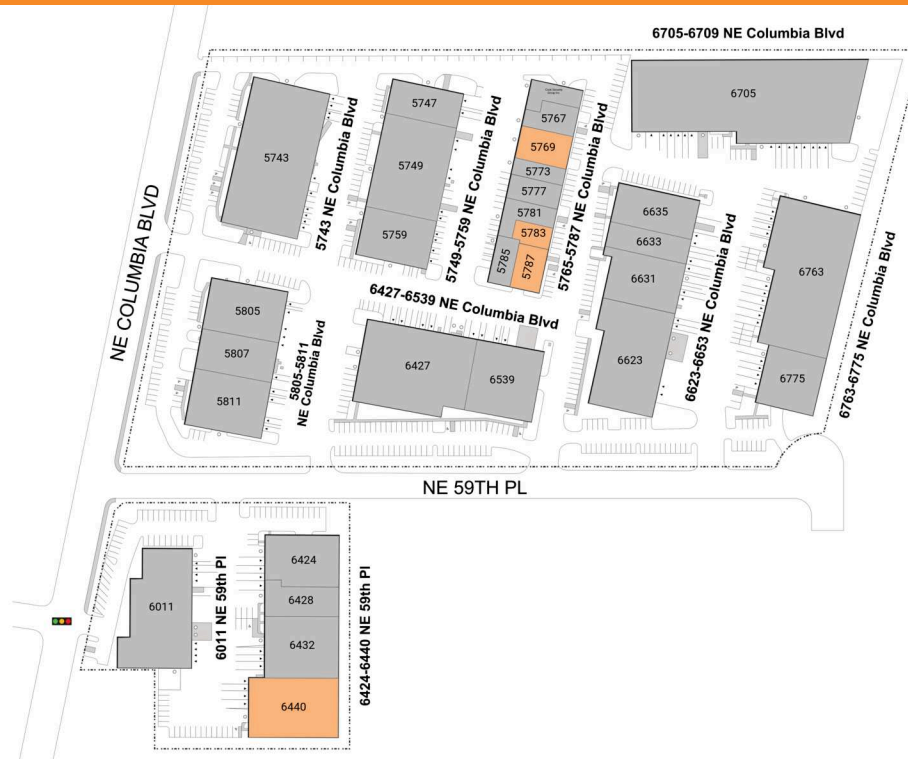 6705-6709 NE Columbia Blvd
6705
5743
5743 NE Columbia Blvd
5747
5749
5759
5749-5759 NE Columbia Blvd
5767
5769
5773
5777
5781
5783
5785
5787
5765-5787 NE Columbia Blvd
6635
6633
6631
6623
6623-6653 NE Columbia Blvd
6763
6775
6763-6775 NE Columbia Blvd
NE COLUMBIA BLVD
5805
5807
5811
5805-5811
NE Columbia Blvd
6427-6539 NE Columbia Blvd
6427
6539
NE 59TH PL
6011
6011 NE 59th Pl
6424
6428
6432
6440
6424-6440 NE 59th Pl